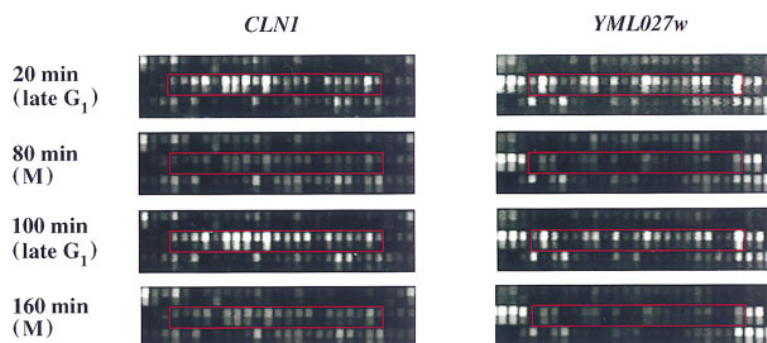 CLN1 YML027w
20 min
(late G1)
80 min
(M)
100 min
(late G1)
160 min
(M)